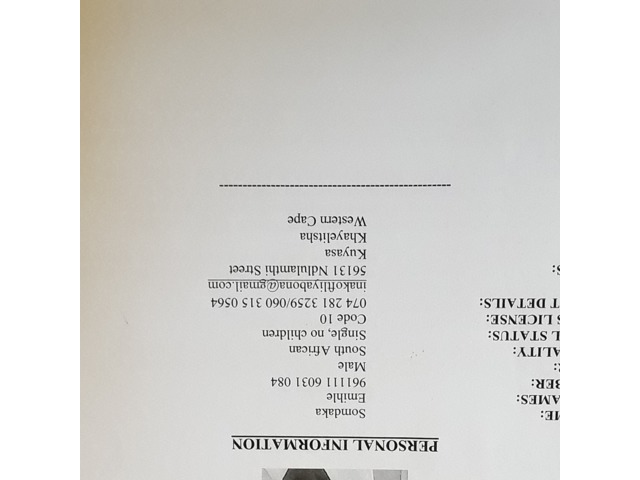 PERSONAL INFORMATION
ME: Somdaka
AMES: Emihle
BER: 961111 6031 084
: Male
ALITY: South African
L STATUS: Single, no children
S LICENSE: Code 10
T DETAILS: 074 281 3259/060 315 0564
inakoftliyabona@gmail.com
S: 56131 Ndlulamthi Street
Kuyasa
Khayelitsha
Western Cape
--------------------------------------------------